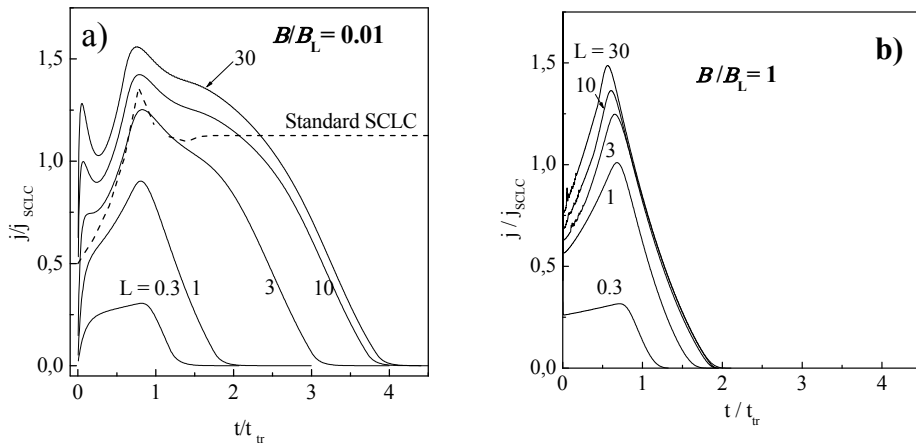 a)
B/B_L = 0.01
30
Standard SCLC
L = 0.3
1
3
10
1,5
1,0
0,5
0,0
j/j_SCLC
0 1 2 3 4
t/t_tr
b)
B/B_L = 1
L = 30
10
3
1
0.3
1,5
1,0
0,5
0,0
j / j_SCLC
0 1 2 3 4
t / t_tr